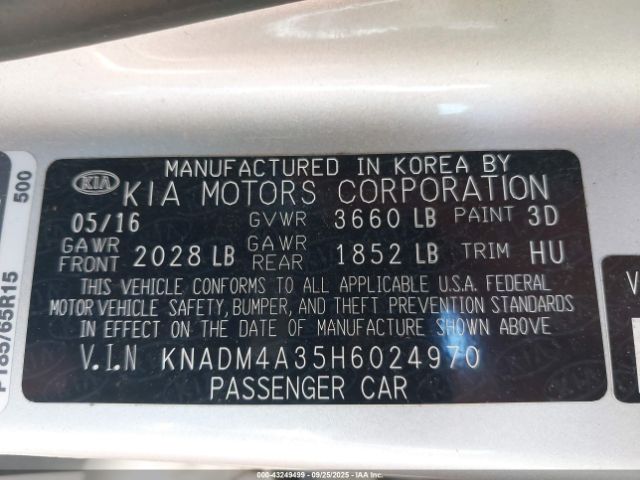 MANUFACTURED IN KOREA BY
KIA KIA MOTORS CORPORATION
05/16 GVWR 3660 LB PAINT 3D
GAWR FRONT 2028 LB GAWR REAR 1852 LB TRIM HU
THIS VEHICLE CONFORMS TO ALL APPLICABLE U.S.A. FEDERAL
MOTOR VEHICLE SAFETY, BUMPER, AND THEFT PREVENTION STANDARDS
IN EFFECT ON THE DATE OF MANUFACTURE SHOWN ABOVE
V.I.N KNADM4A35H6024970
PASSENGER CAR
500
P185/65R15
V
000-43249499 - 09/25/2025 - IAAI.COM